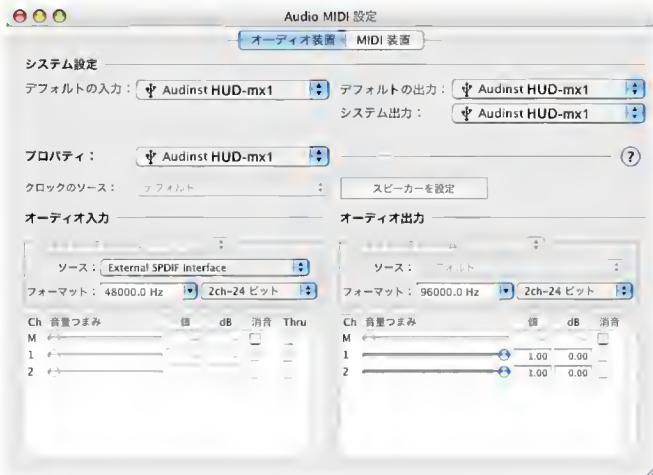 Audio MIDI 設定
オーディオ装置 MIDI 装置
システム設定
デフォルトの入力： Audinst HUD-mx1
デフォルトの出力： Audinst HUD-mx1
システム出力： Audinst HUD-mx1
プロパティ： Audinst HUD-mx1
?
クロックのソース： デフォルト
スピーカーを設定
オーディオ入力
ソース： External SPDIF Interface
フォーマット： 48000.0 Hz 2ch-24 ビット
Ch 音量つまみ 値 dB 消音 Thru
M
1
2
オーディオ出力
ソース：
フォーマット： 96000.0 Hz 2ch-24 ビット
Ch 音量つまみ 値 dB 消音
M
1 1.00 0.00
2 1.00 0.00